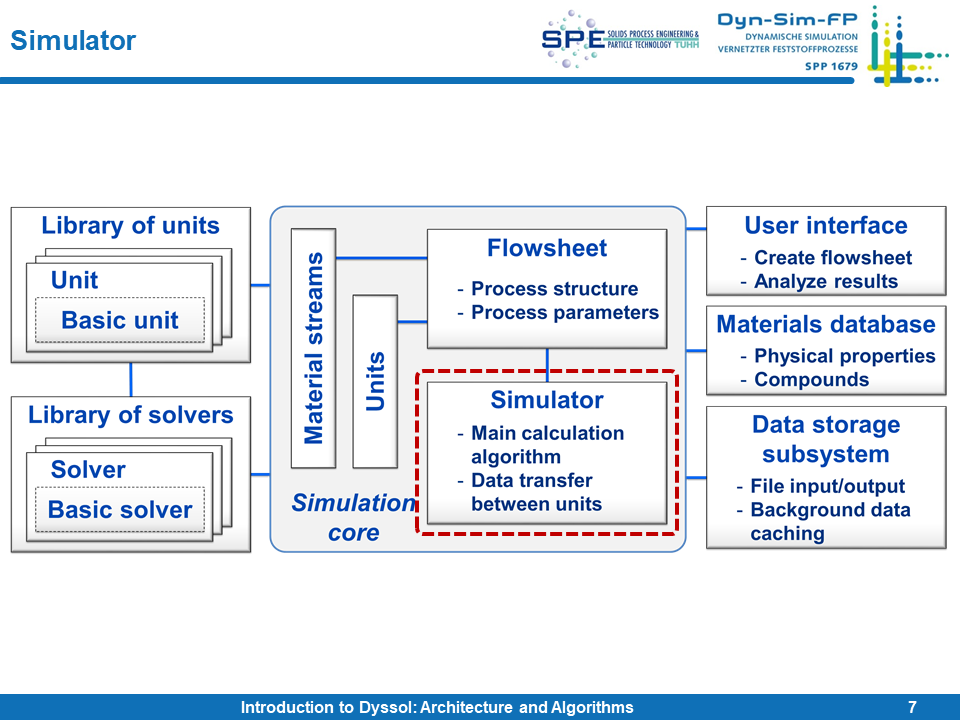 Simulator
SPE SOLIDS PROCESS ENGINEERING &
PARTICLE TECHNOLOGY TUHH
Dyn-Sim-FP
DYNAMISCHE SIMULATION
VERNETZTER FESTSTOFFPROZESSE
SPP 1679
Library of units
Unit
Basic unit
Library of solvers
Solver
Basic solver
Material streams
Units
Simulation
core
Flowsheet
- Process structure
- Process parameters
Simulator
- Main calculation
algorithm
- Data transfer
between units
User interface
- Create flowsheet
- Analyze results
Materials database
- Physical properties
- Compounds
Data storage
subsystem
- File input/output
- Background data
caching
Introduction to Dyssol: Architecture and Algorithms
7